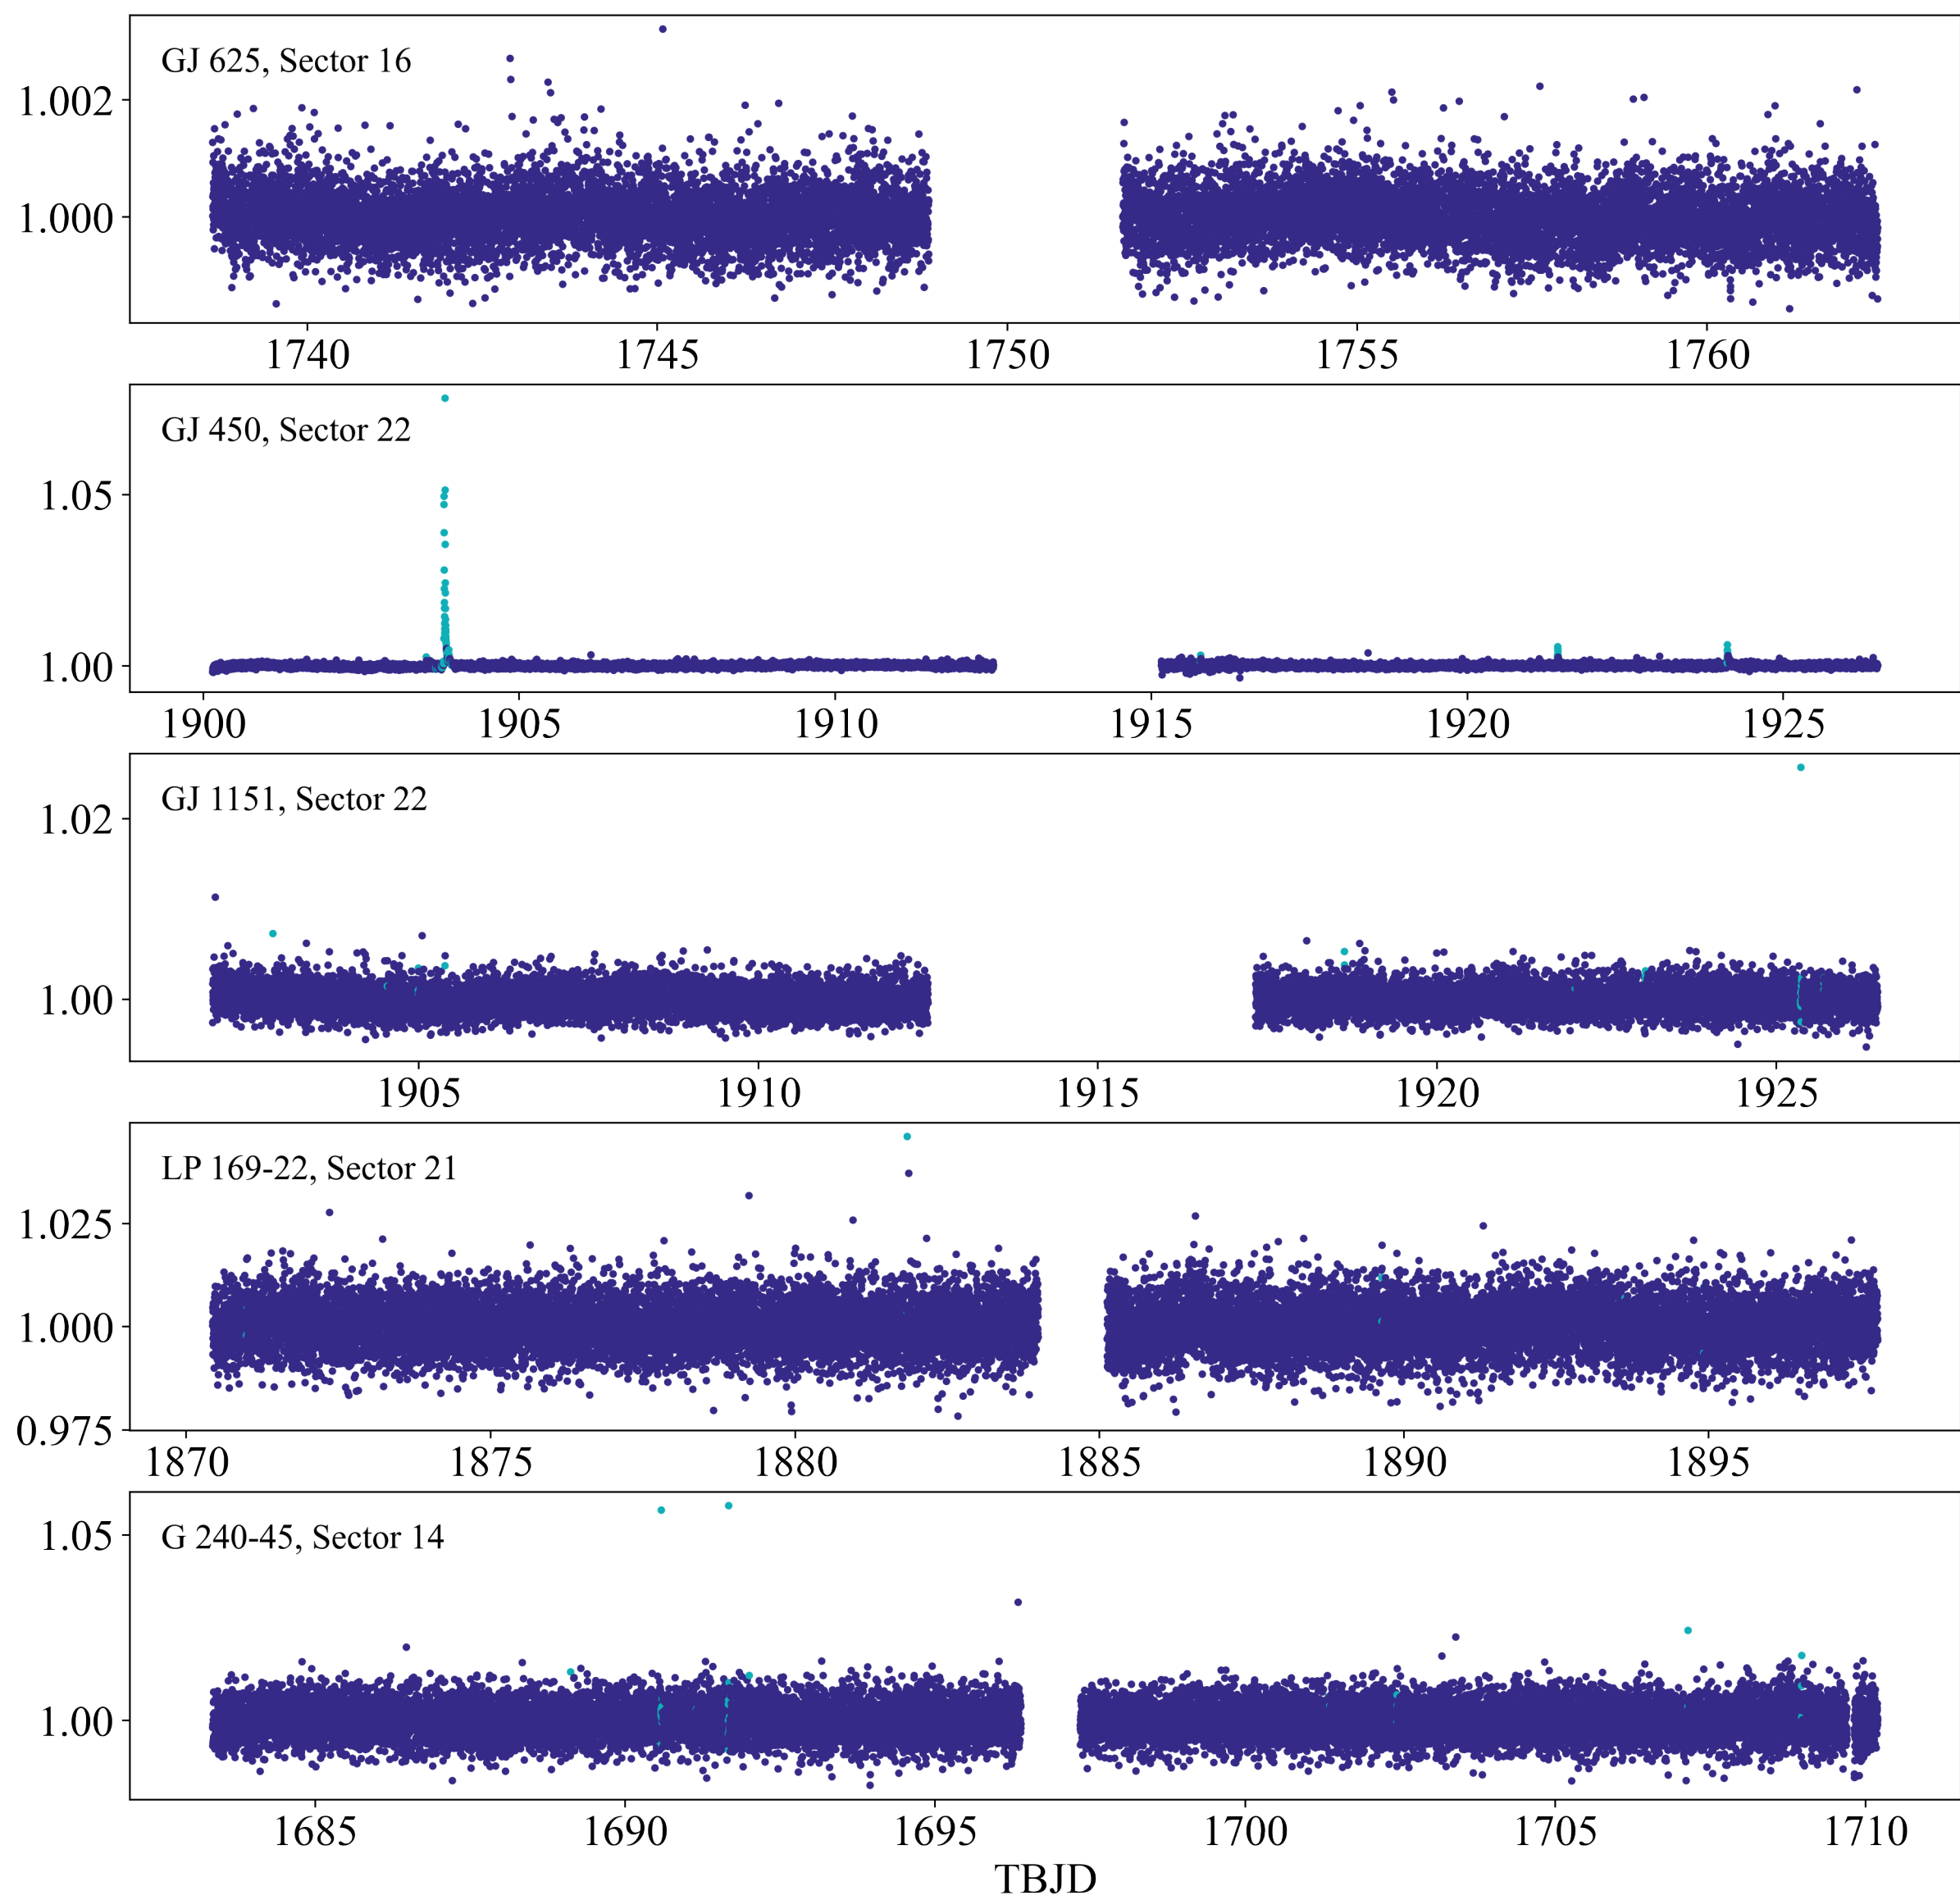 GJ 625, Sector 16
1.002
1.000
1740 1745 1750 1755 1760
GJ 450, Sector 22
1.05
1.00
1900 1905 1910 1915 1920 1925
GJ 1151, Sector 22
1.02
1.00
1905 1910 1915 1920 1925
LP 169-22, Sector 21
1.025
1.000
0.975
1870 1875 1880 1885 1890 1895
G 240-45, Sector 14
1.05
1.00
1685 1690 1695 1700 1705 1710
TBJD